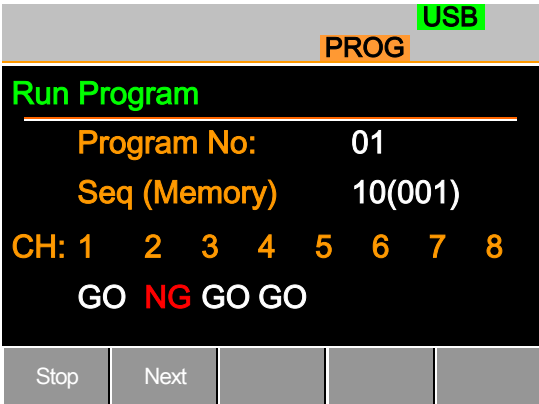 USB
PROG
Run Program
Program No: 01
Seq (Memory) 10(001)
CH: 1 2 3 4 5 6 7 8
GO NG GO GO
Stop Next